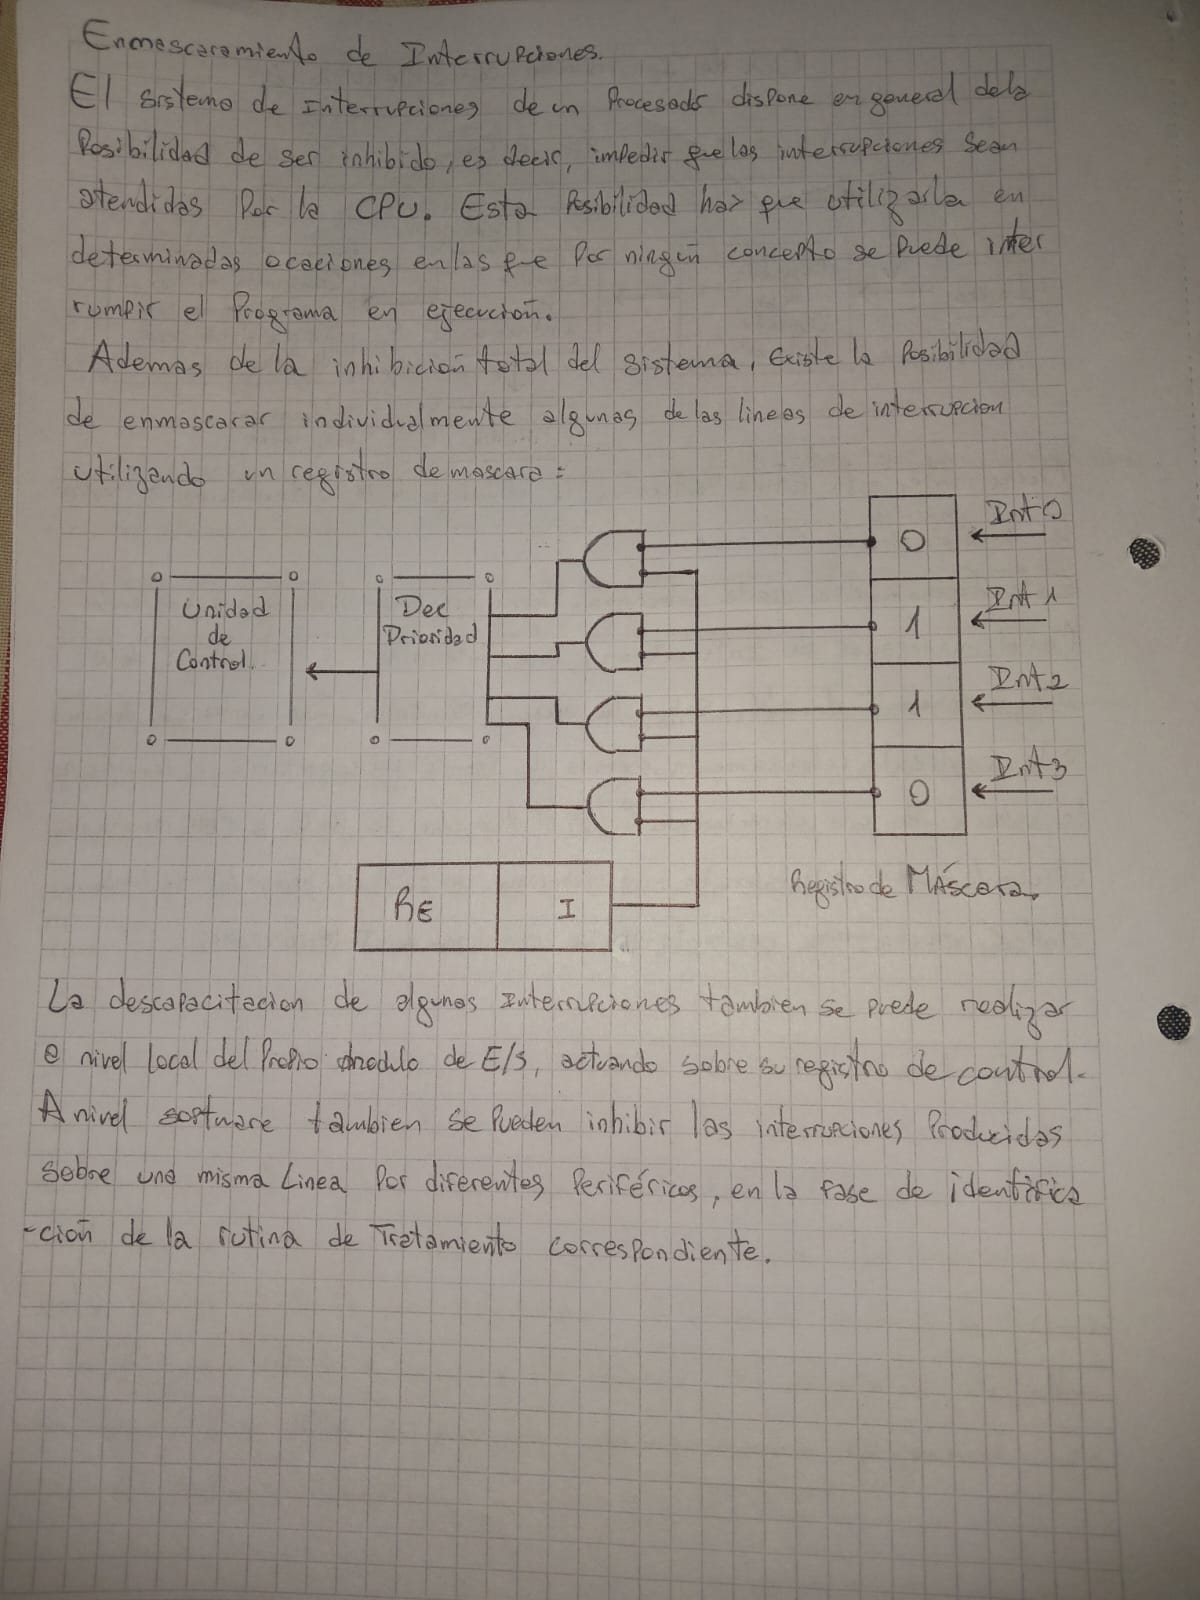 Enmascaramiento de Interrupciones.
El sistema de Interrupciones de un Procesador dispone en general de la
Posibilidad de ser inhibido, es decir, impedir que las interrupciones sean
atendidas Por la CPU. Esta Posibilidad hay que utilizarla en
determinadas ocaciones en las que Por ningún concepto se Puede inter
rumpir el Programa en ejecución.
Ademas de la inhibición total del sistema, Existe la Posibilidad
de enmascarar individualmente algunas de las lineas de interrupcion
utilizando un registro de mascara:
Int 0
0
Int 1
1
Int 2
1
Int 3
0
Unidad
de
Control.
Dec
Prioridad
Registro de MÁscara.
RE I
La descapacitacion de algunas Interrupciones tambien se puede realizar
a nivel local del Propio modulo de E/S, actuando sobre su registro de control.
A nivel software tambien se Pueden inhibir las interrupciones Producidas
sobre una misma Linea Por diferentes Periféricos, en la fase de identifica
-ción de la rutina de Tratamiento correspondiente.